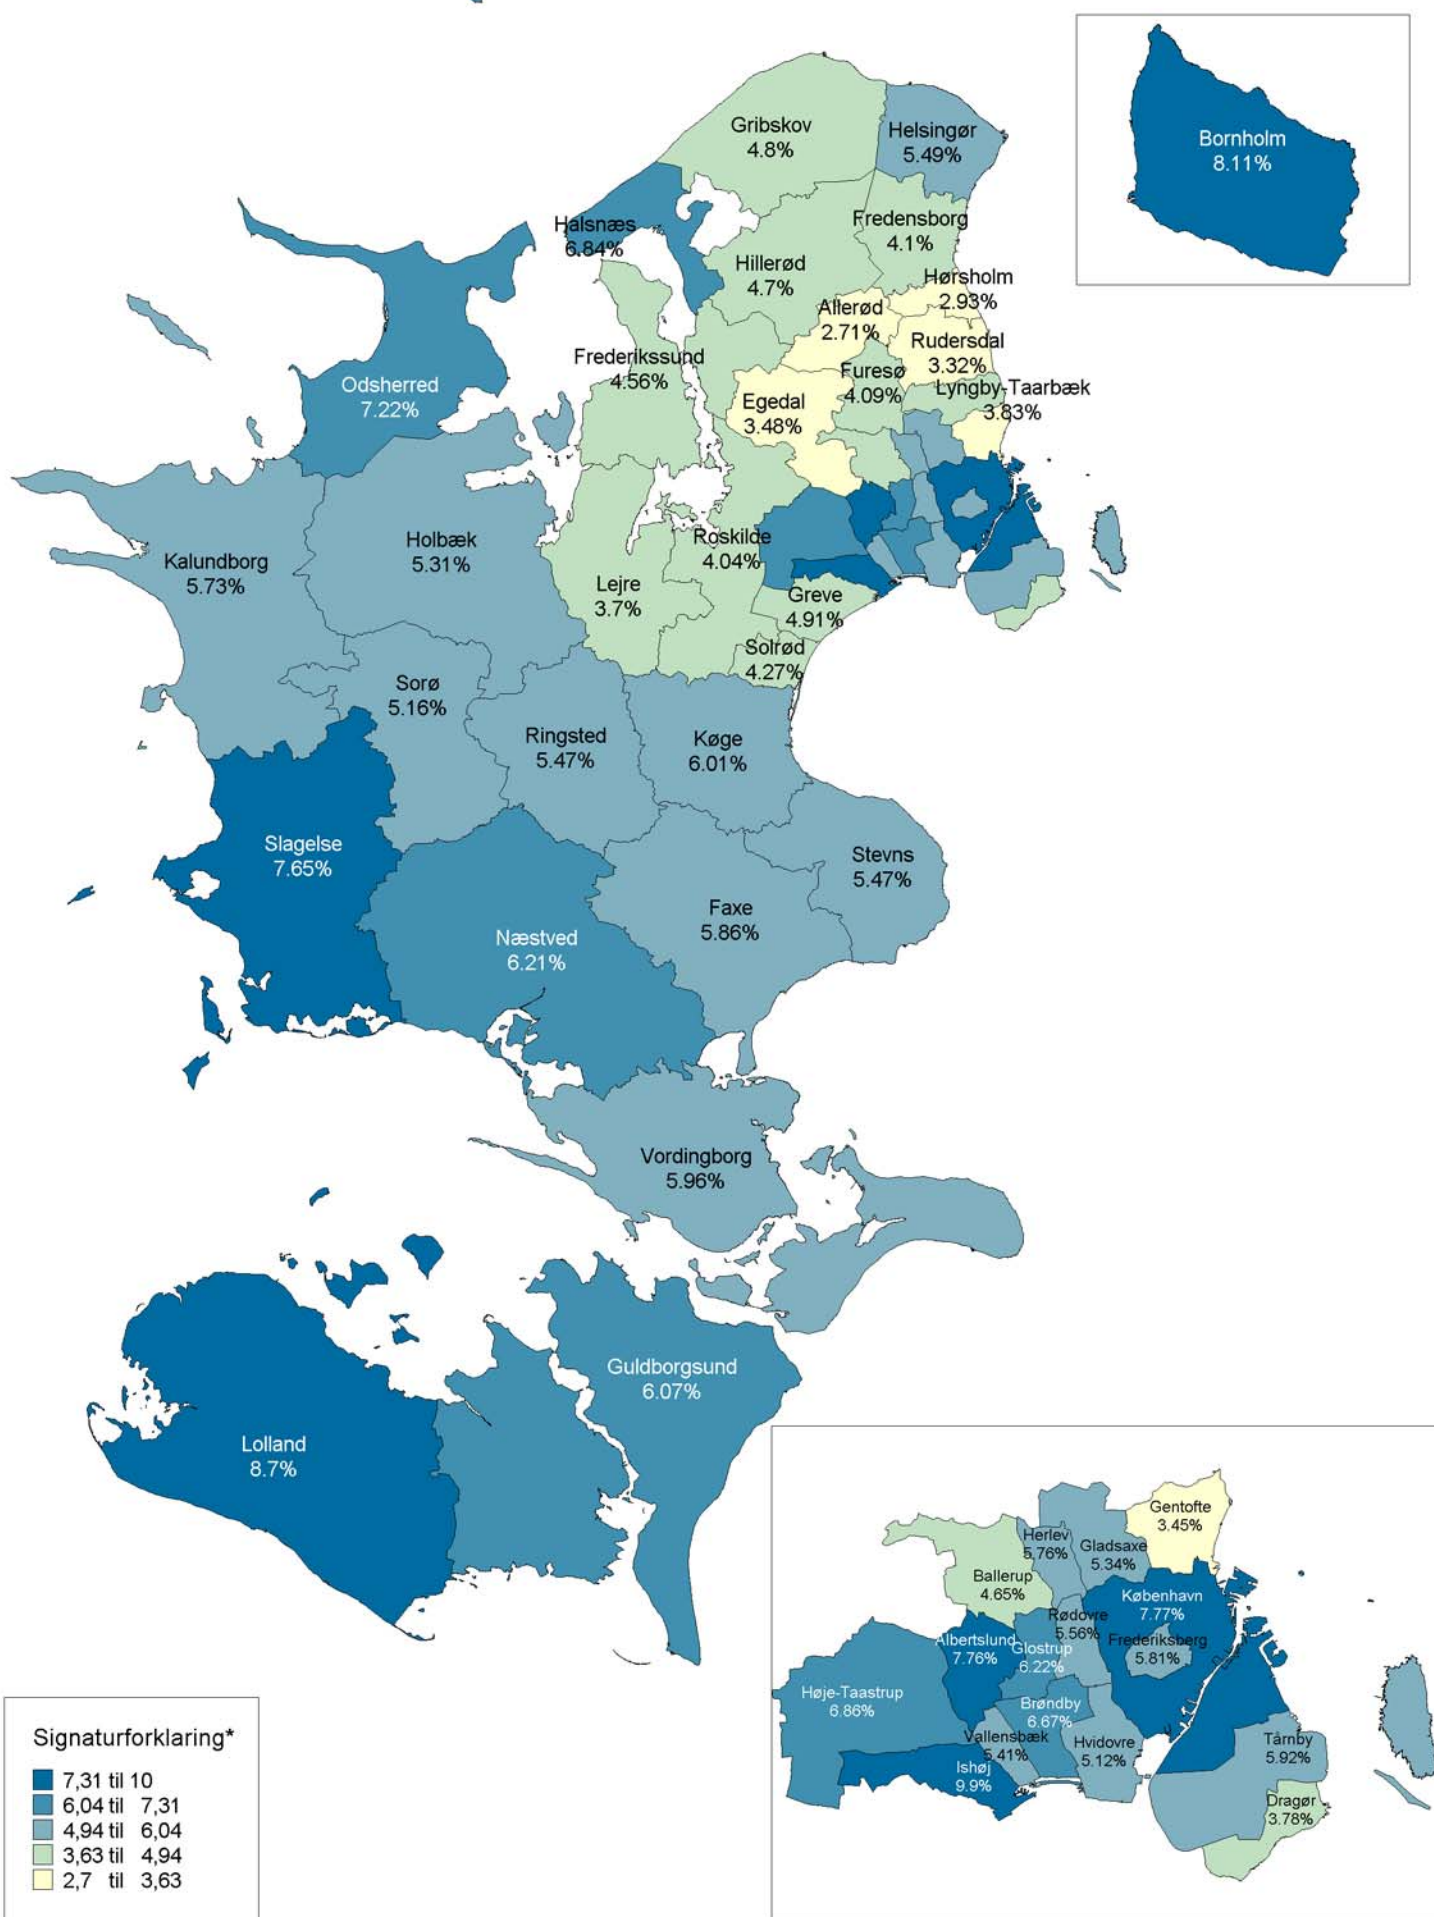 Bornholm
8.11%
Gribskov
4.8%
Helsingør
5.49%
Halsnæs
6.84%
Fredensborg
4.1%
Hillerød
4.7%
Hørsholm
2.93%
Allerød
2.71%
Rudersdal
3.32%
Frederikssund
4.56%
Furesø
4.09%
Lyngby-Taarbæk
3.83%
Odsherred
7.22%
Egedal
3.48%
Kalundborg
5.73%
Holbæk
5.31%
Roskilde
4.04%
Lejre
3.7%
Greve
4.91%
Solrød
4.27%
Sorø
5.16%
Ringsted
5.47%
Køge
6.01%
Slagelse
7.65%
Stevns
5.47%
Faxe
5.86%
Næstved
6.21%
Vordingborg
5.96%
Guldborgsund
6.07%
Lolland
8.7%
Gentofte
3.45%
Herlev
5.76%
Gladsaxe
5.34%
Ballerup
4.65%
København
7.77%
Rødovre
5.56%
Albertslund
7.76%
Glostrup
6.22%
Frederiksberg
5.81%
Høje-Taastrup
6.86%
Brøndby
6.67%
Vallensbæk
5.41%
Hvidovre
5.12%
Tårnby
5.92%
Ishøj
9.9%
Dragør
3.78%
Signaturforklaring*
7,31 til 10
6,04 til 7,31
4,94 til 6,04
3,63 til 4,94
2,7 til 3,63